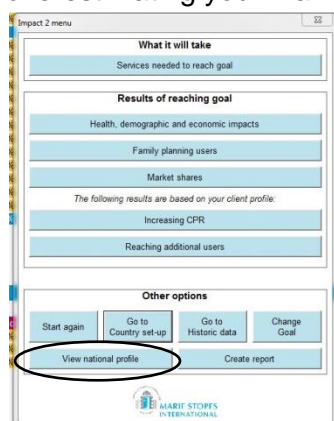 Impact 2 menu
What it will take
Services needed to reach goal
Results of reaching goal
Health, demographic and economic impacts
Family planning users
Market shares
The following results are based on your client profile:
Increasing CPR
Reaching additional users
Other options
Start again
Go to Country set-up
Go to Historic data
Change Goal
View national profile
Create report
MARIE STOPES
INTERNATIONAL